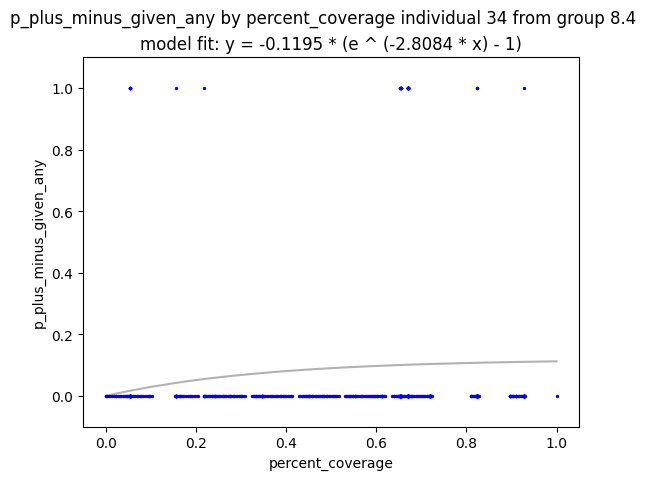 p_plus_minus_given_any by percent_coverage individual 34 from group 8.4
model fit: y = -0.1195 * (e ^ (-2.8084 * x) - 1)
1.0
0.8
0.6
0.4
0.2
0.0
p_plus_minus_given_any
0.0 0.2 0.4 0.6 0.8 1.0
percent_coverage